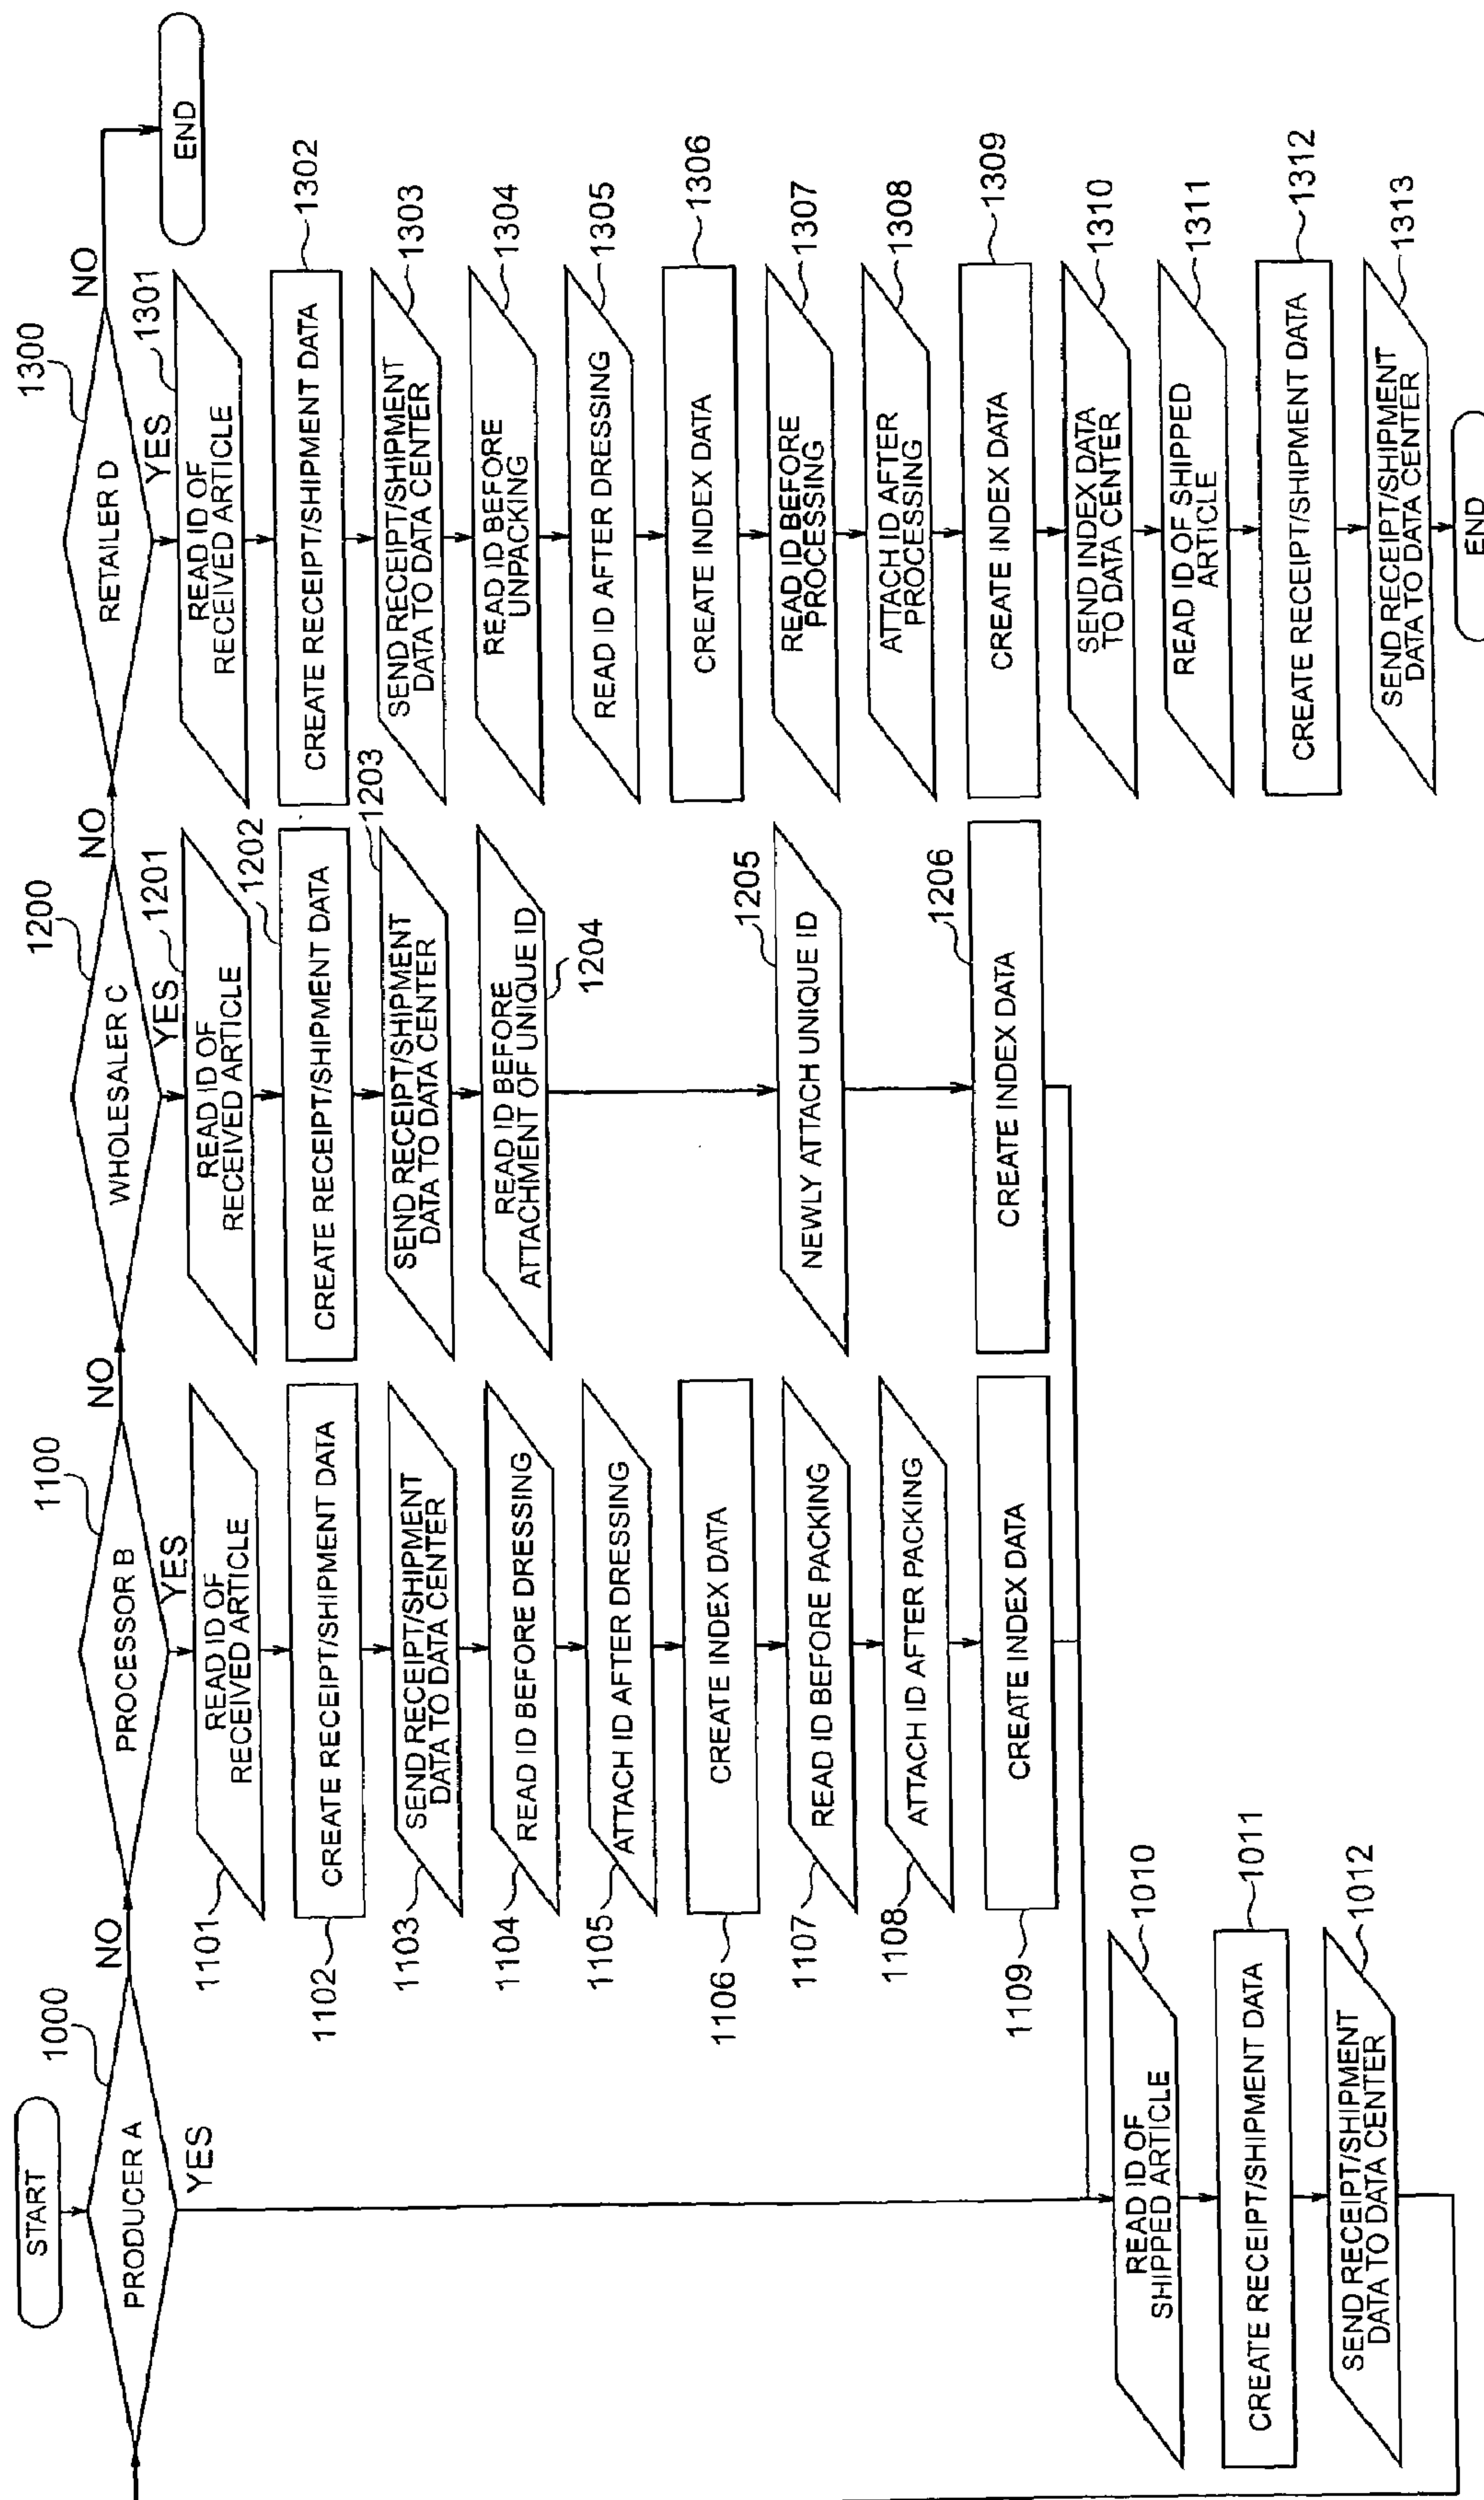 START
1000
PRODUCER A
NO
YES
1100
PROCESSOR B
NO
YES
1101
READ ID OF
RECEIVED ARTICLE
1102
CREATE RECEIPT/SHIPMENT DATA
1103
SEND RECEIPT/SHIPMENT
DATA TO DATA CENTER
1104
READ ID BEFORE DRESSING
1105
ATTACH ID AFTER DRESSING
1106
CREATE INDEX DATA
1107
READ ID BEFORE PACKING
1108
ATTACH ID AFTER PACKING
1109
CREATE INDEX DATA
1010
READ ID OF
SHIPPED ARTICLE
1011
CREATE RECEIPT/SHIPMENT DATA
1012
SEND RECEIPT/SHIPMENT
DATA TO DATA CENTER
1200
WHOLESALER C
NO
YES
1201
READ ID OF
RECEIVED ARTICLE
1202
CREATE RECEIPT/SHIPMENT DATA
1203
SEND RECEIPT/SHIPMENT
DATA TO DATA CENTER
READ ID BEFORE
ATTACHMENT OF UNIQUE ID
1204
1205
NEWLY ATTACH UNIQUE ID
1206
CREATE INDEX DATA
1300
RETAILER D
NO
END
YES
1301
READ ID OF
RECEIVED ARTICLE
1302
CREATE RECEIPT/SHIPMENT DATA
1303
SEND RECEIPT/SHIPMENT
DATA TO DATA CENTER
1304
READ ID BEFORE
UNPACKING
1305
READ ID AFTER DRESSING
1306
CREATE INDEX DATA
1307
READ ID BEFORE
PROCESSING
1308
ATTACH ID AFTER
PROCESSING
1309
CREATE INDEX DATA
1310
SEND INDEX DATA
TO DATA CENTER
1311
READ ID OF SHIPPED
ARTICLE
1312
CREATE RECEIPT/SHIPMENT DATA
1313
SEND RECEIPT/SHIPMENT
DATA TO DATA CENTER
END